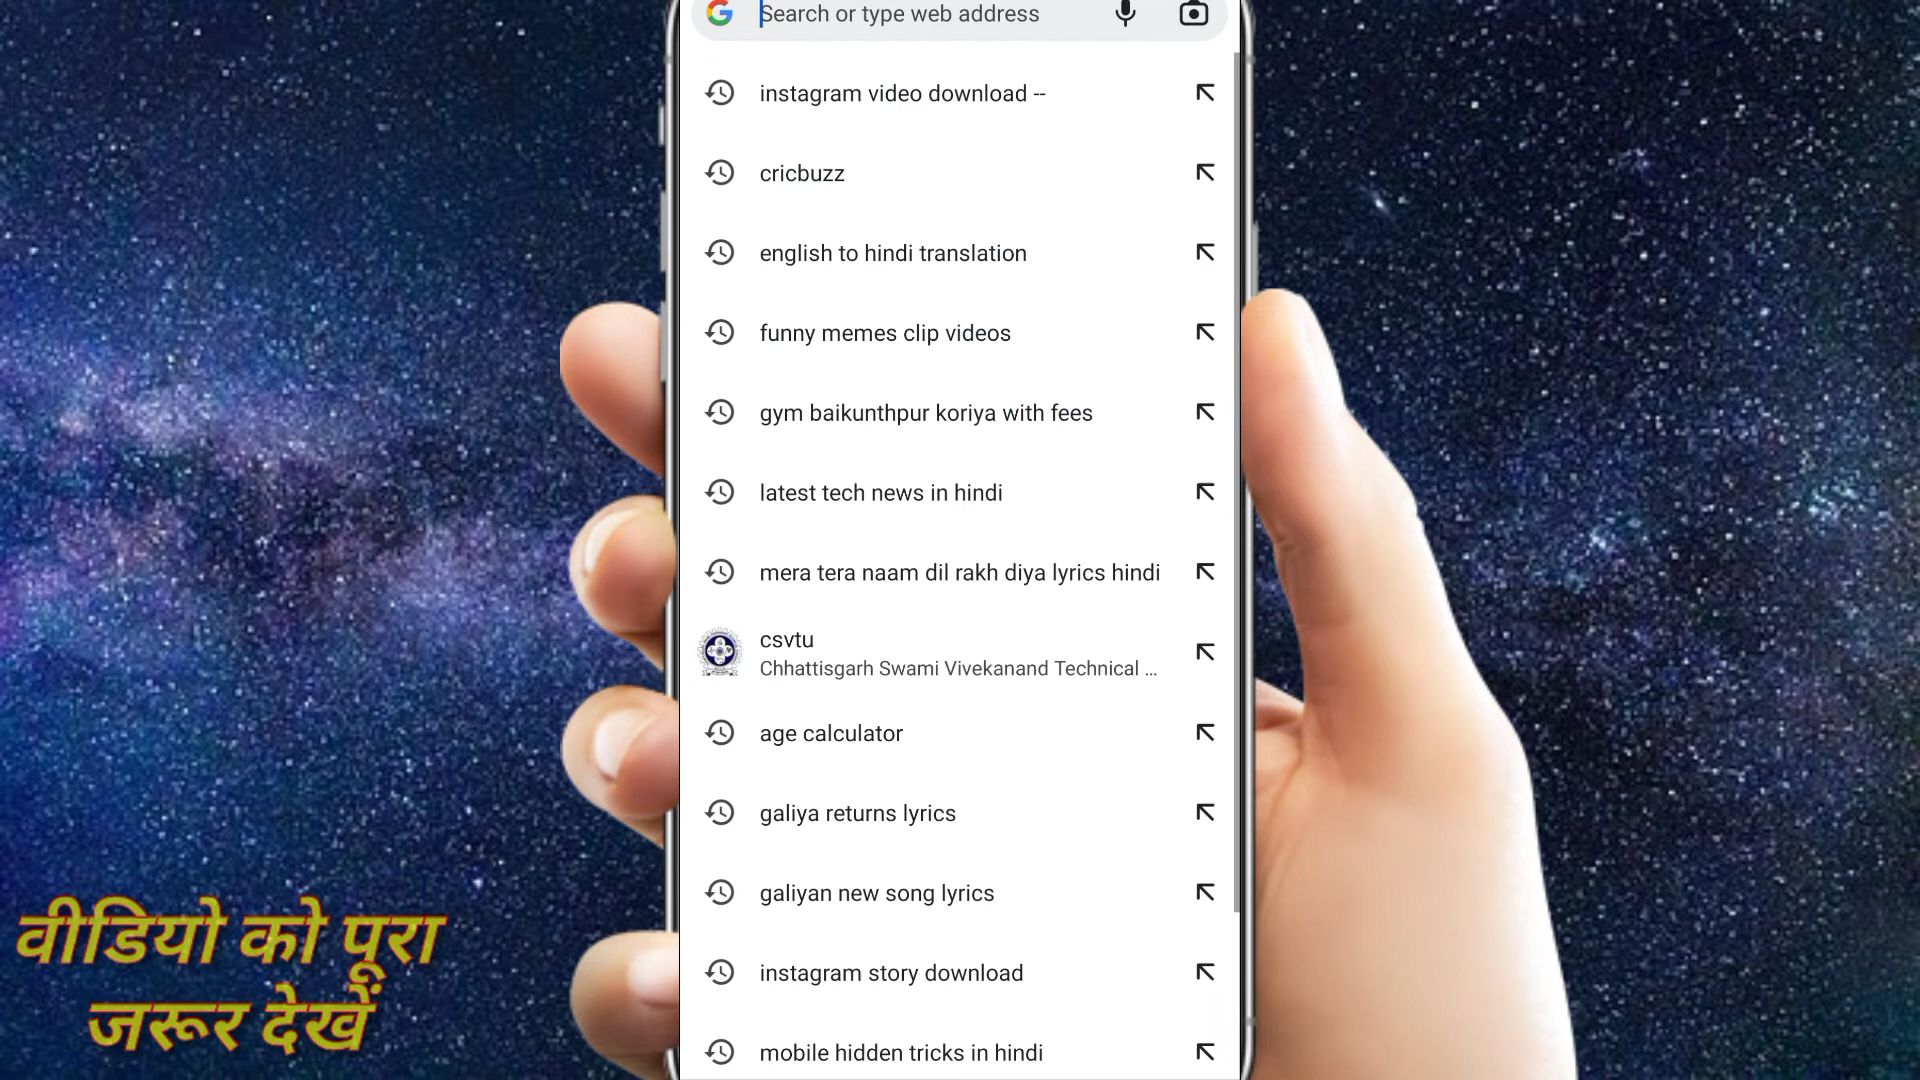 Search or type web address
instagram video download --
cricbuzz
english to hindi translation
funny memes clip videos
gym baikunthpur koriya with fees
latest tech news in hindi
mera tera naam dil rakh diya lyrics hindi
csvtu
Chhattisgarh Swami Vivekanand Technical ...
age calculator
galiya returns lyrics
galiyan new song lyrics
instagram story download
mobile hidden tricks in hindi
वीडियो को पूरा
जरूर देखें